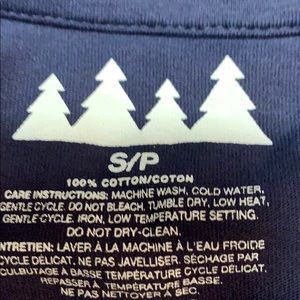 S/P
100% COTTON/COTON
CARE INSTRUCTIONS: MACHINE WASH, COLD WATER,
GENTLE CYCLE. DO NOT BLEACH, TUMBLE DRY, LOW HEAT,
GENTLE CYCLE. IRON, LOW TEMPERATURE SETTING.
DO NOT DRY-CLEAN.
ENTRETIEN: LAVER À LA MACHINE À L'EAU FROIDE
CYCLE DÉLICAT. NE PAS JAVELLISER. SÉCHAGE PAR
CULBUTAGE À BASSE TEMPÉRATURE CYCLE DÉLICAT.
REPASSER À TEMPÉRATURE BASSE.
NE PAS NETTOYER À SEC.